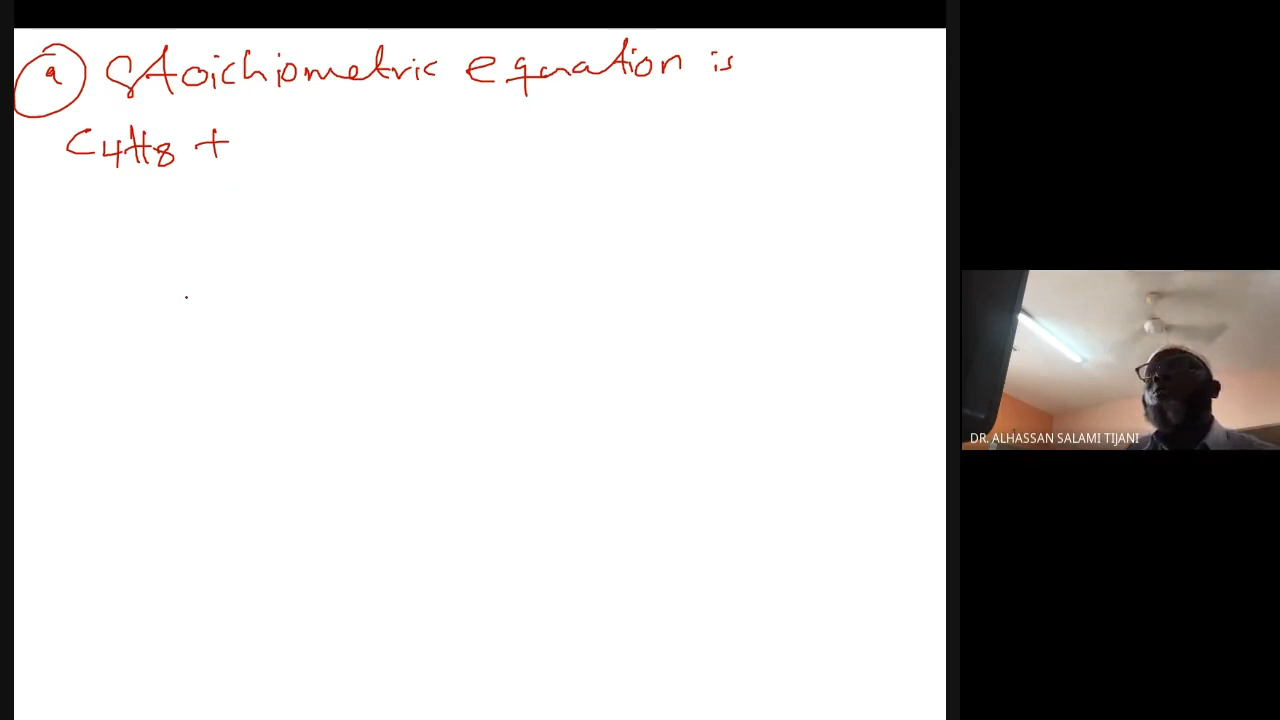 (a) Stoichiometric equation is
C4H8 +
DR. ALHASSAN SALAMI TIJANI